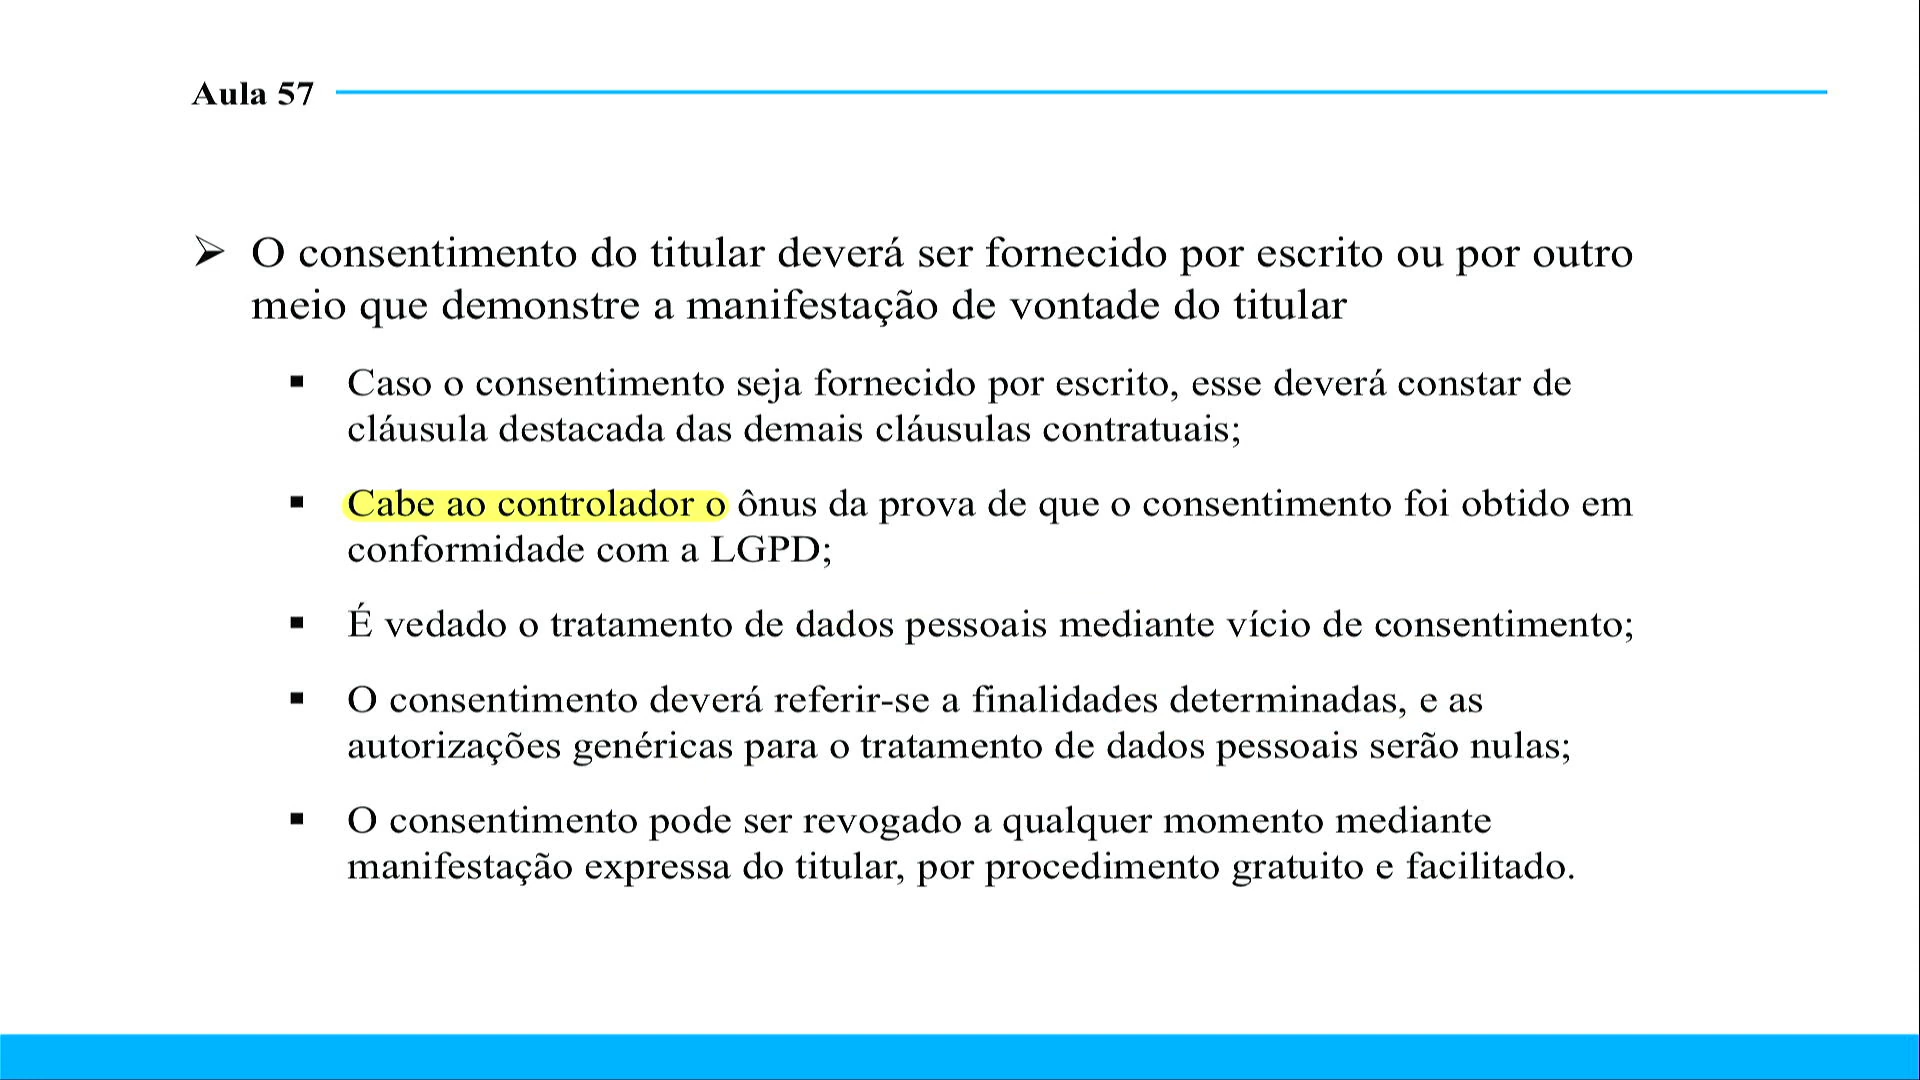 Aula 57
O consentimento do titular deverá ser fornecido por escrito ou por outro
meio que demonstre a manifestação de vontade do titular
Caso o consentimento seja fornecido por escrito, esse deverá constar de
cláusula destacada das demais cláusulas contratuais;
Cabe ao controlador o ônus da prova de que o consentimento foi obtido em
conformidade com a LGPD;
É vedado o tratamento de dados pessoais mediante vício de consentimento;
O consentimento deverá referir-se a finalidades determinadas, e as
autorizações genéricas para o tratamento de dados pessoais serão nulas;
O consentimento pode ser revogado a qualquer momento mediante
manifestação expressa do titular, por procedimento gratuito e facilitado.